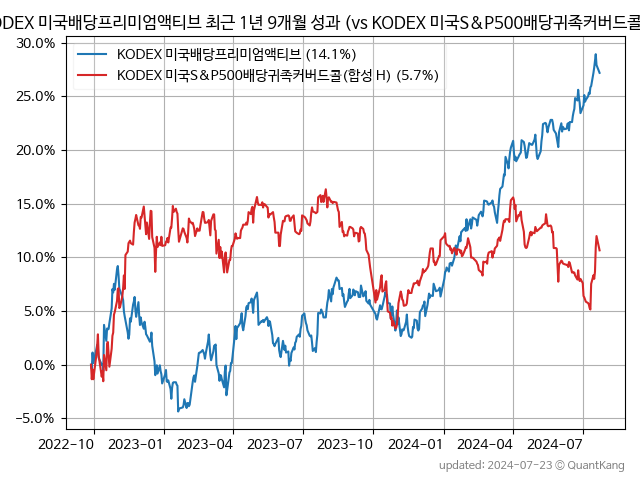 ODEX 미국배당프리미엄액티브 최근 1년 9개월 성과 (vs KODEX 미국S&P500배당귀족커버드콜
30.0%
KODEX 미국배당프리미엄액티브 (14.1%)
KODEX 미국S&P500배당귀족커버드콜(합성 H) (5.7%)
25.0%
20.0%
15.0%
10.0%
5.0%
0.0%
−5.0%
2022-10 2023-01 2023-04 2023-07 2023-10 2024-01 2024-04 2024-07
updated: 2024-07-23 © QuantKang